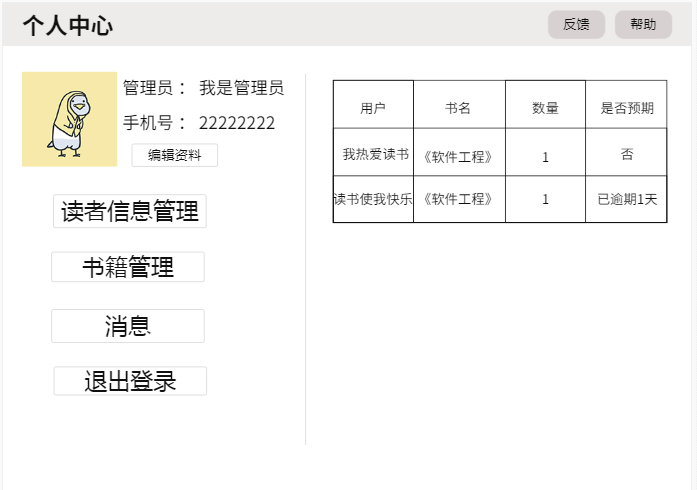 个人中心
反馈
帮助
管理员： 我是管理员
手机号： 22222222
编辑资料
读者信息管理
书籍管理
消息
退出登录
用户 书名 数量 是否预期
我热爱读书 《软件工程》 1 否
读书使我快乐 《软件工程》 1 已逾期1天